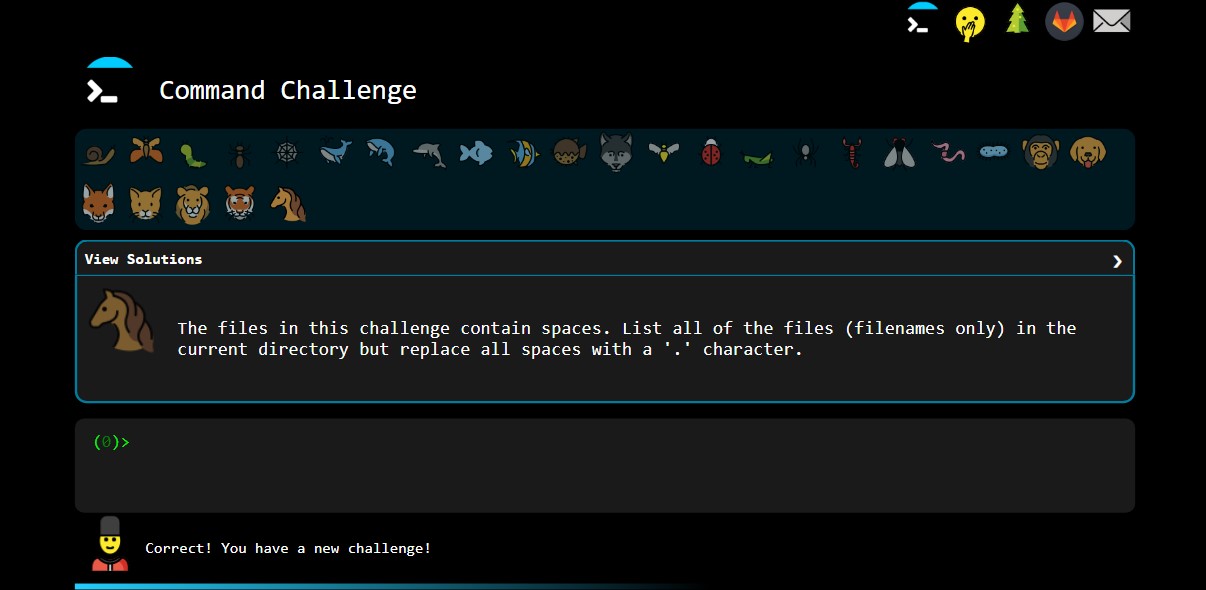 Command Challenge
View Solutions
The files in this challenge contain spaces. List all of the files (filenames only) in the
current directory but replace all spaces with a '.' character.
(0)>
Correct! You have a new challenge!